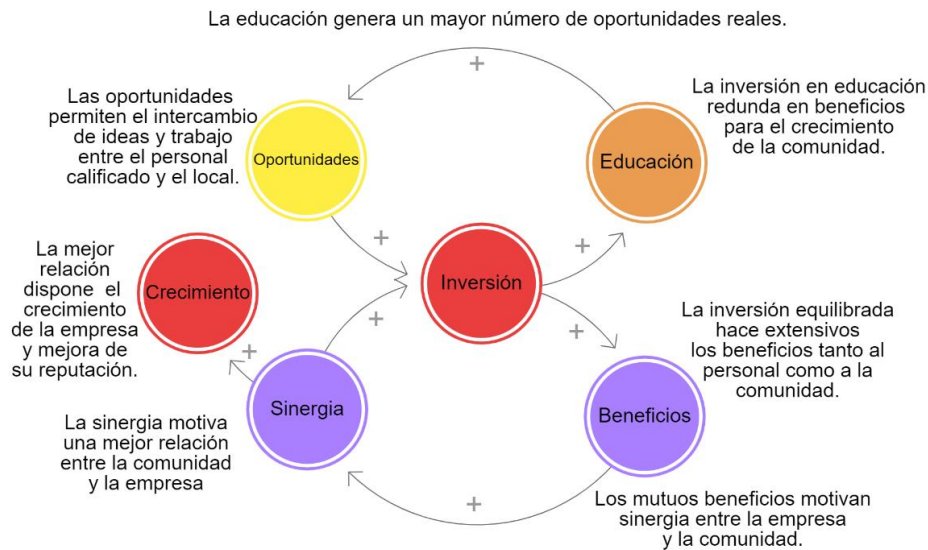 La educación genera un mayor número de oportunidades reales.
+
Las oportunidades
permiten el intercambio
de ideas y trabajo
entre el personal
calificado y el local.
Oportunidades
Educación
La inversión en educación
redunda en beneficios
para el crecimiento
de la comunidad.
+
+
La mejor
relación
dispone el
crecimiento
de la empresa
y mejora de
su reputación.
Crecimiento
Inversión
+
+
+
La inversión equilibrada
hace extensivos
los beneficios tanto al
personal como a la
comunidad.
Sinergia
Beneficios
La sinergia motiva
una mejor relación
entre la comunidad
y la empresa
+
Los mutuos beneficios motivan
sinergia entre la empresa
y la comunidad.